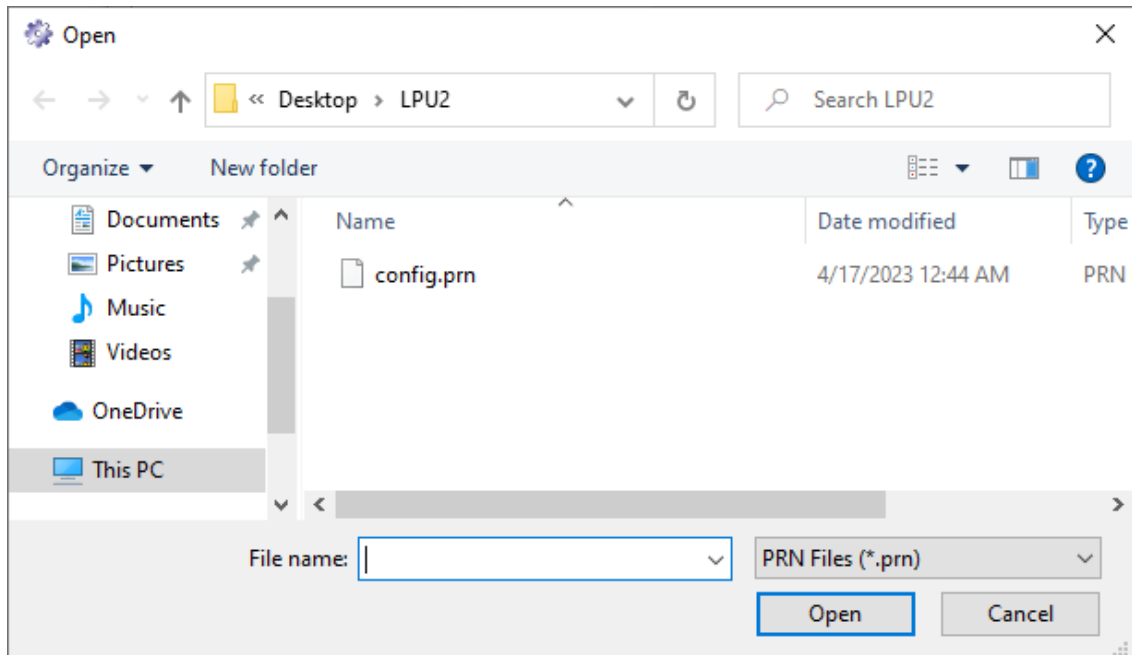 Open
« Desktop > LPU2
Search LPU2
Organize
New folder
?
Documents
Pictures
Music
Videos
OneDrive
This PC
Name Date modified Type
config.prn 4/17/2023 12:44 AM PRN
File name:
PRN Files (*.prn)
Open Cancel